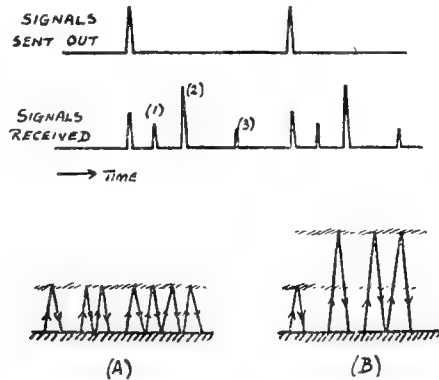 SIGNALS
SENT OUT
SIGNALS
RECEIVED
(1)
(2)
(3)
TIME
(A)
(B)